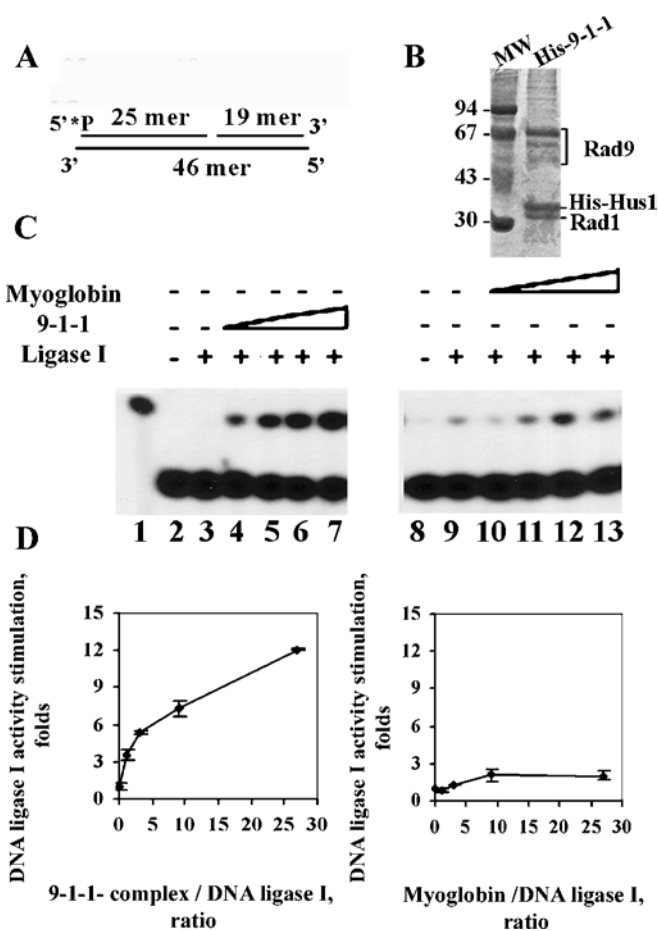 A
5' *P 25 mer 19 mer 3'
3' 46 mer 5'
B
MW His-9-1-1
94 -
67 -
43 -
30 -
Rad9
His-Hus1
Rad1
C
Myoglobin - - - - - -
9-1-1 - - - - - - - -
Ligase I - + + + + + - + + + + +
1 2 3 4 5 6 7 8 9 10 11 12 13
D
DNA ligase I activity stimulation,
folds
15
12
9
6
3
0
0 5 10 15 20 25 30
9-1-1- complex / DNA ligase I,
ratio
DNA ligase I activity stimulation,
folds
15
12
9
6
3
0
0 5 10 15 20 25 30
Myoglobin /DNA ligase I,
ratio